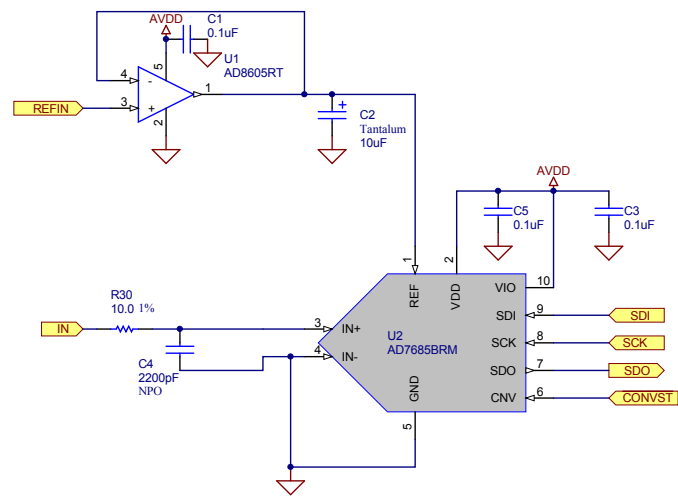 AVDD
C1
0.1uF
U1
AD8605RT
5
4
-
1
REFIN
3
+
2
C2
+
Tantalum
10uF
AVDD
C5
0.1uF
C3
0.1uF
1
2
REF
VDD
VIO
10
R30
10.0 1%
SDI
9
SDI
IN
3
IN+
U2
AD7685BRM
SCK
8
SCK
4
IN-
C4
2200pF
NPO
SDO
7
SDO
GND
CNV
6
CONVST
5